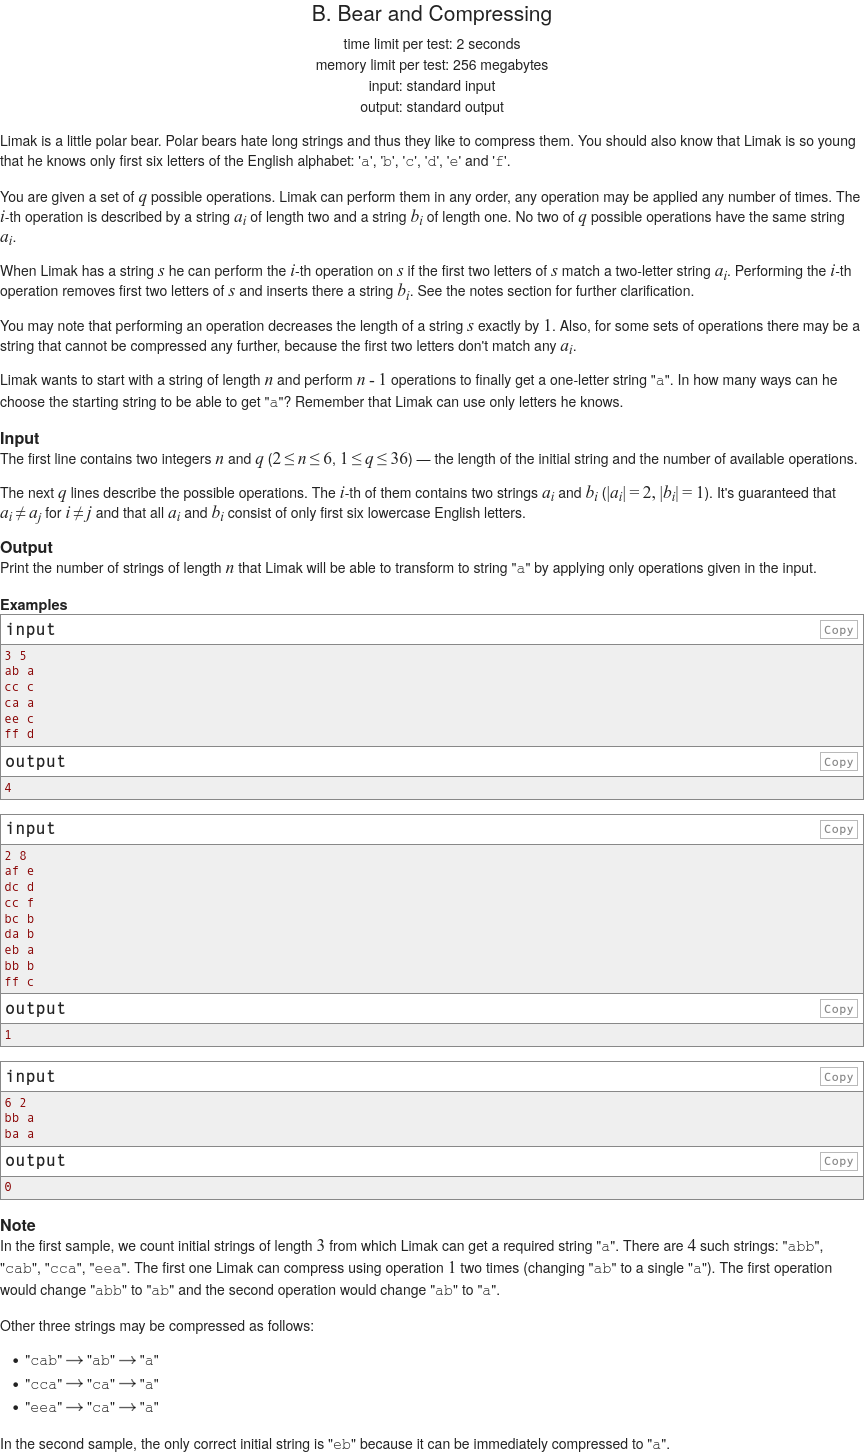 B. Bear and Compressing
time limit per test: 2 seconds
memory limit per test: 256 megabytes
input: standard input
output: standard output
Limak is a little polar bear. Polar bears hate long strings and thus they like to compress them. You should also know that Limak is so young
that he knows only first six letters of the English alphabet: 'a', 'b', 'c', 'd', 'e' and 'f'.
You are given a set of q possible operations. Limak can perform them in any order, any operation may be applied any number of times. The
i-th operation is described by a string a_i of length two and a string b_i of length one. No two of q possible operations have the same string
a_i.
When Limak has a string s he can perform the i-th operation on s if the first two letters of s match a two-letter string a_i. Performing the i-th
operation removes first two letters of s and inserts there a string b_i. See the notes section for further clarification.
You may note that performing an operation decreases the length of a string s exactly by 1. Also, for some sets of operations there may be a
string that cannot be compressed any further, because the first two letters don't match any a_i.
Limak wants to start with a string of length n and perform n - 1 operations to finally get a one-letter string "a". In how many ways can he
choose the starting string to be able to get "a"? Remember that Limak can use only letters he knows.
Input
The first line contains two integers n and q (2 ≤ n ≤ 6, 1 ≤ q ≤ 36) — the length of the initial string and the number of available operations.
The next q lines describe the possible operations. The i-th of them contains two strings a_i and b_i (|a_i| = 2, |b_i| = 1). It's guaranteed that
a_i ≠ a_j for i ≠ j and that all a_i and b_i consist of only first six lowercase English letters.
Output
Print the number of strings of length n that Limak will be able to transform to string "a" by applying only operations given in the input.
Examples
input Copy
3 5
ab a
cc c
ca a
ee c
ff d
output Copy
4
input Copy
2 8
af e
dc d
cc f
bc b
da b
eb a
bb b
ff c
output Copy
1
input Copy
6 2
bb a
ba a
output Copy
0
Note
In the first sample, we count initial strings of length 3 from which Limak can get a required string "a". There are 4 such strings: "abb",
"cab", "cca", "eea". The first one Limak can compress using operation 1 two times (changing "ab" to a single "a"). The first operation
would change "abb" to "ab" and the second operation would change "ab" to "a".
Other three strings may be compressed as follows:
• "cab" → "ab" → "a"
• "cca" → "ca" → "a"
• "eea" → "ca" → "a"
In the second sample, the only correct initial string is "eb" because it can be immediately compressed to "a".